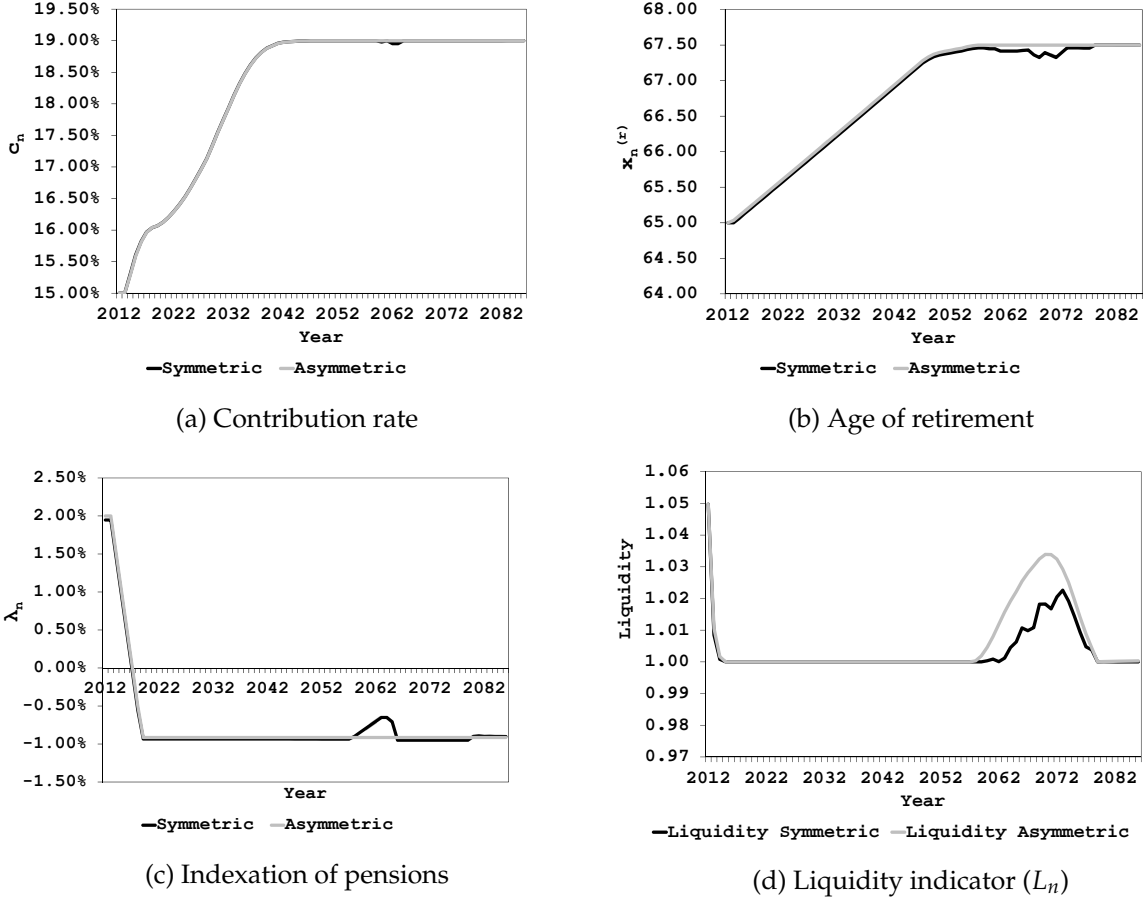 19.50%
19.00%
18.50%
18.00%
17.50%
17.00%
16.50%
16.00%
15.50%
15.00%
cₙ
2012 2022 2032 2042 2052 2062 2072 2082
Year
Symmetric Asymmetric
(a) Contribution rate
68.00
67.50
67.00
66.50
66.00
65.50
65.00
64.50
64.00
xₙ⁽ʳ⁾
2012 2022 2032 2042 2052 2062 2072 2082
Year
Symmetric Asymmetric
(b) Age of retirement
2.50%
2.00%
1.50%
1.00%
0.50%
0.00%
-0.50%
-1.00%
-1.50%
λₙ
2012 2022 2032 2042 2052 2062 2072 2082
Year
Symmetric Asymmetric
(c) Indexation of pensions
1.06
1.05
1.04
1.03
1.02
1.01
1.00
0.99
0.98
0.97
Liquidity
2012 2022 2032 2042 2052 2062 2072 2082
Year
Liquidity Symmetric Liquidity Asymmetric
(d) Liquidity indicator (Lₙ)